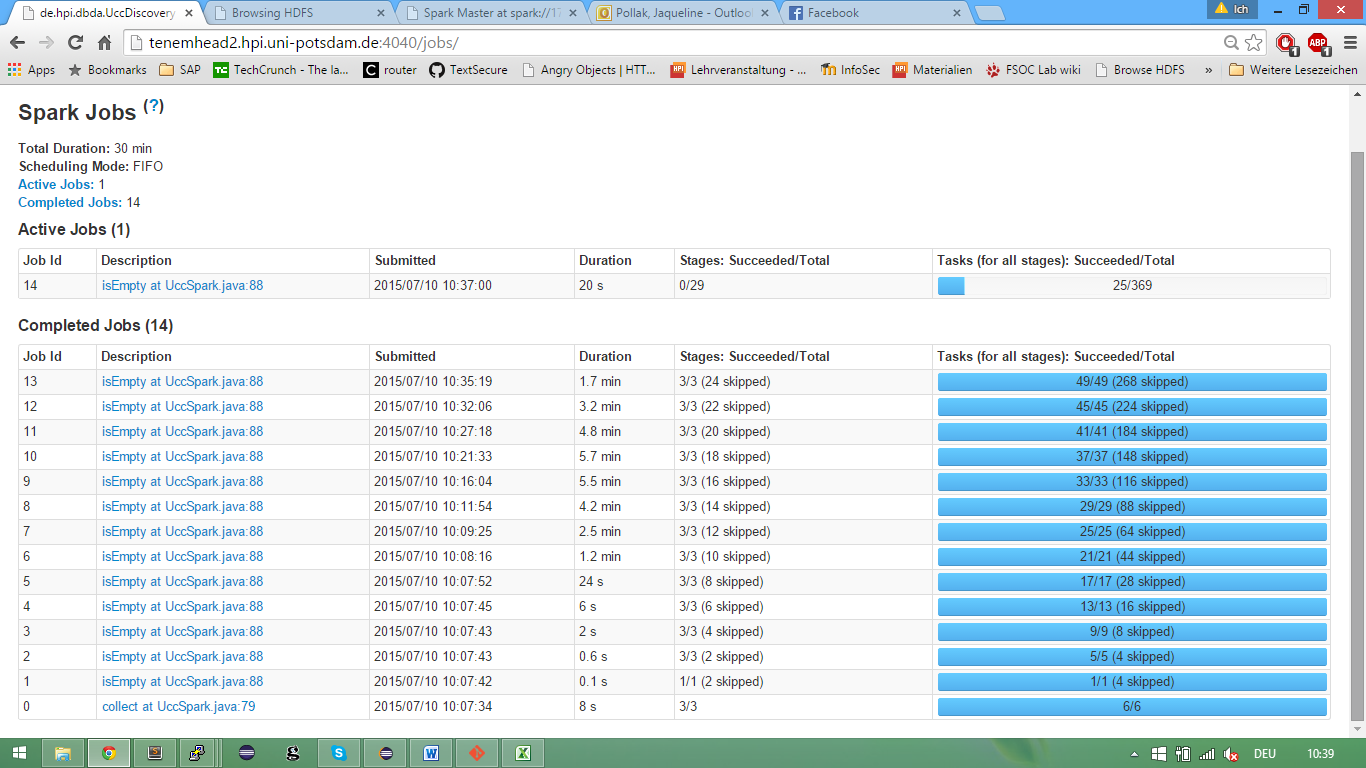 de.hpi.dbda.UccDiscovery Browsing HDFS Spark Master at spark://17 Pollak, Jaqueline - Outloo Facebook Ich
tenemhead2.hpi.uni-potsdam.de:4040/jobs/ 1 ABP 1
Apps Bookmarks SAP TC TechCrunch - The la... C router TextSecure Angry Objects | HTT... HPI Lehrveranstaltung - ... InfoSec HPI Materialien FSOC Lab wiki Browse HDFS » Weitere Lesezeichen
Spark Jobs (?)
Total Duration: 30 min
Scheduling Mode: FIFO
Active Jobs: 1
Completed Jobs: 14
Active Jobs (1)
Job Id Description Submitted Duration Stages: Succeeded/Total Tasks (for all stages): Succeeded/Total
14 isEmpty at UccSpark.java:88 2015/07/10 10:37:00 20 s 0/29 25/369
Completed Jobs (14)
Job Id Description Submitted Duration Stages: Succeeded/Total Tasks (for all stages): Succeeded/Total
13 isEmpty at UccSpark.java:88 2015/07/10 10:35:19 1.7 min 3/3 (24 skipped) 49/49 (268 skipped)
12 isEmpty at UccSpark.java:88 2015/07/10 10:32:06 3.2 min 3/3 (22 skipped) 45/45 (224 skipped)
11 isEmpty at UccSpark.java:88 2015/07/10 10:27:18 4.8 min 3/3 (20 skipped) 41/41 (184 skipped)
10 isEmpty at UccSpark.java:88 2015/07/10 10:21:33 5.7 min 3/3 (18 skipped) 37/37 (148 skipped)
9 isEmpty at UccSpark.java:88 2015/07/10 10:16:04 5.5 min 3/3 (16 skipped) 33/33 (116 skipped)
8 isEmpty at UccSpark.java:88 2015/07/10 10:11:54 4.2 min 3/3 (14 skipped) 29/29 (88 skipped)
7 isEmpty at UccSpark.java:88 2015/07/10 10:09:25 2.5 min 3/3 (12 skipped) 25/25 (64 skipped)
6 isEmpty at UccSpark.java:88 2015/07/10 10:08:16 1.2 min 3/3 (10 skipped) 21/21 (44 skipped)
5 isEmpty at UccSpark.java:88 2015/07/10 10:07:52 24 s 3/3 (8 skipped) 17/17 (28 skipped)
4 isEmpty at UccSpark.java:88 2015/07/10 10:07:45 6 s 3/3 (6 skipped) 13/13 (16 skipped)
3 isEmpty at UccSpark.java:88 2015/07/10 10:07:43 2 s 3/3 (4 skipped) 9/9 (8 skipped)
2 isEmpty at UccSpark.java:88 2015/07/10 10:07:43 0.6 s 3/3 (2 skipped) 5/5 (4 skipped)
1 isEmpty at UccSpark.java:88 2015/07/10 10:07:42 0.1 s 1/1 (2 skipped) 1/1 (4 skipped)
0 collect at UccSpark.java:79 2015/07/10 10:07:34 8 s 3/3 6/6
DEU 10:39